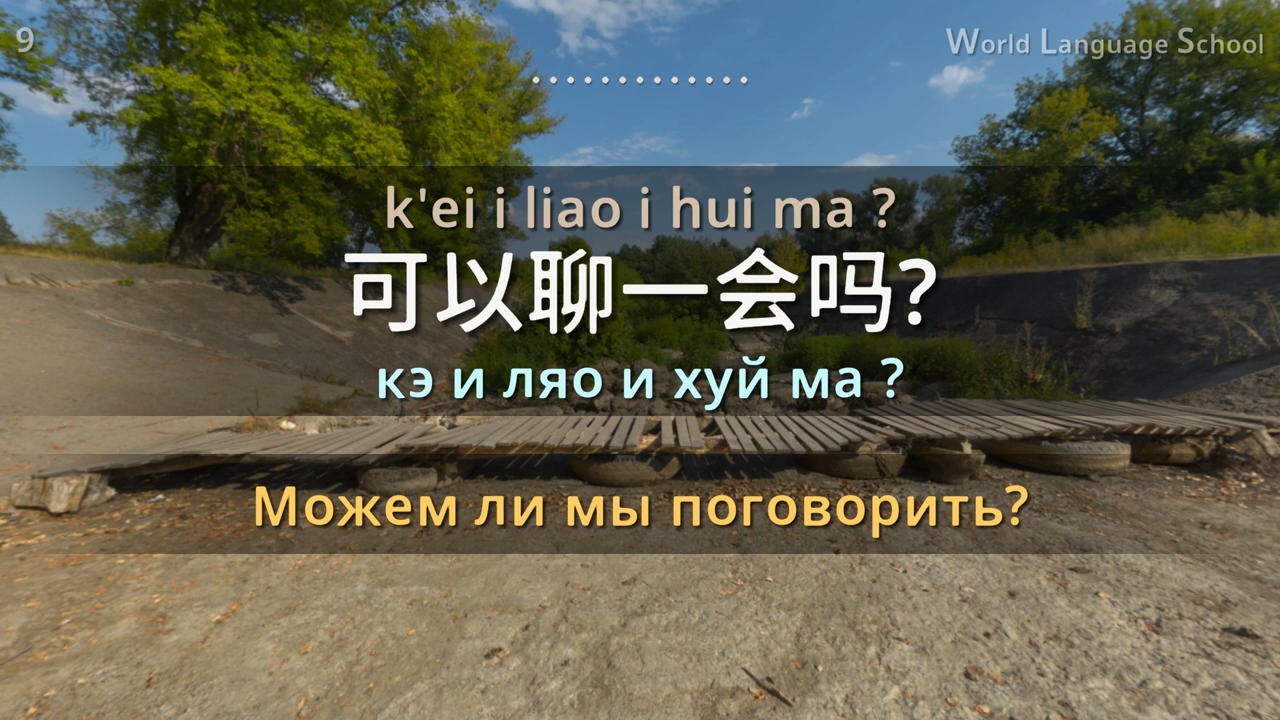 9
World Language School
k'ei i liao i hui ma ?
可以聊一会吗?
кэ и ляо и хуй ма ?
Можем ли мы поговорить?